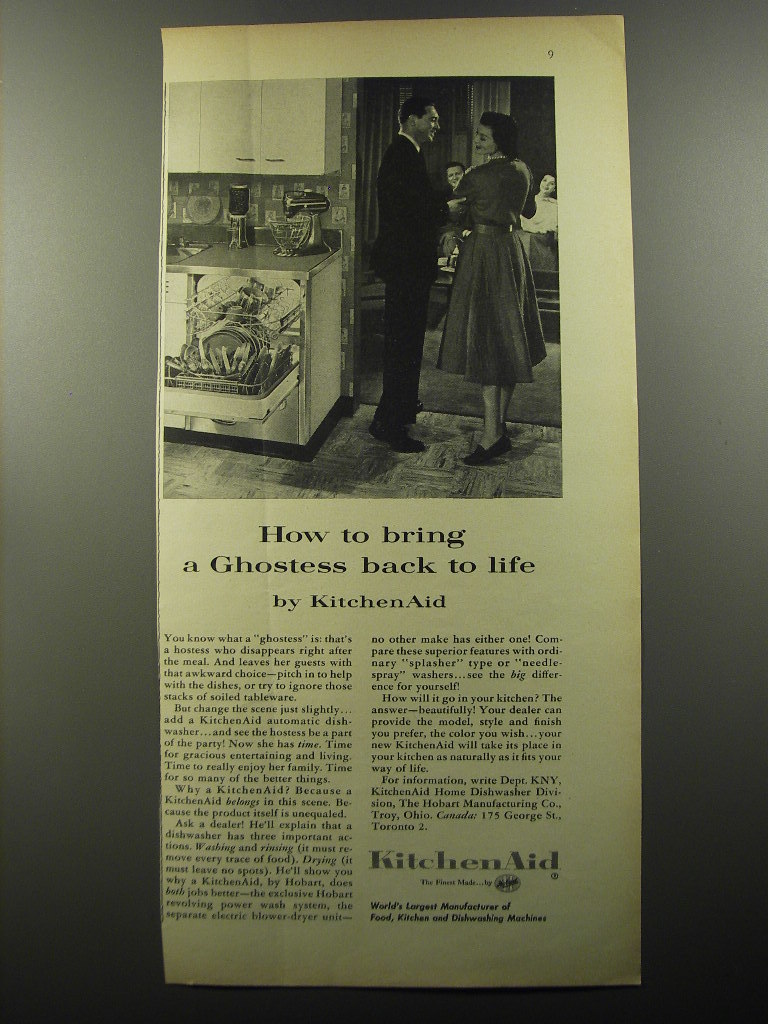 9
How to bring
a Ghostess back to life
by KitchenAid
You know what a "ghostess" is: that's
a hostess who disappears right after
the meal. And leaves her guests with
that awkward choice—pitch in to help
with the dishes, or try to ignore those
stacks of soiled tableware.
But change the scene just slightly...
add a KitchenAid automatic dish-
washer...and see the hostess be a part
of the party! Now she has time. Time
for gracious entertaining and living.
Time to really enjoy her family. Time
for so many of the better things.
Why a KitchenAid? Because a
KitchenAid belongs in this scene. Be-
cause the product itself is unequaled.
Ask a dealer! He'll explain that a
dishwasher has three important ac-
tions. Washing and rinsing (it must re-
move every trace of food). Drying (it
must leave no spots). He'll show you
why a KitchenAid, by Hobart, does
both jobs better—the exclusive Hobart
revolving power wash system, the
separate electric blower-dryer unit—
no other make has either one! Com-
pare these superior features with ordi-
nary "splasher" type or "needle-
spray" washers...see the big differ-
ence for yourself!
How will it go in your kitchen? The
answer—beautifully! Your dealer can
provide the model, style and finish
you prefer, the color you wish...your
new KitchenAid will take its place in
your kitchen as naturally as it fits your
way of life.
For information, write Dept. KNY,
KitchenAid Home Dishwasher Divi-
sion, The Hobart Manufacturing Co.,
Troy, Ohio. Canada: 175 George St.,
Toronto 2.
KitchenAid ®
The Finest Made...by Hobart
World's Largest Manufacturer of
Food, Kitchen and Dishwashing Machines